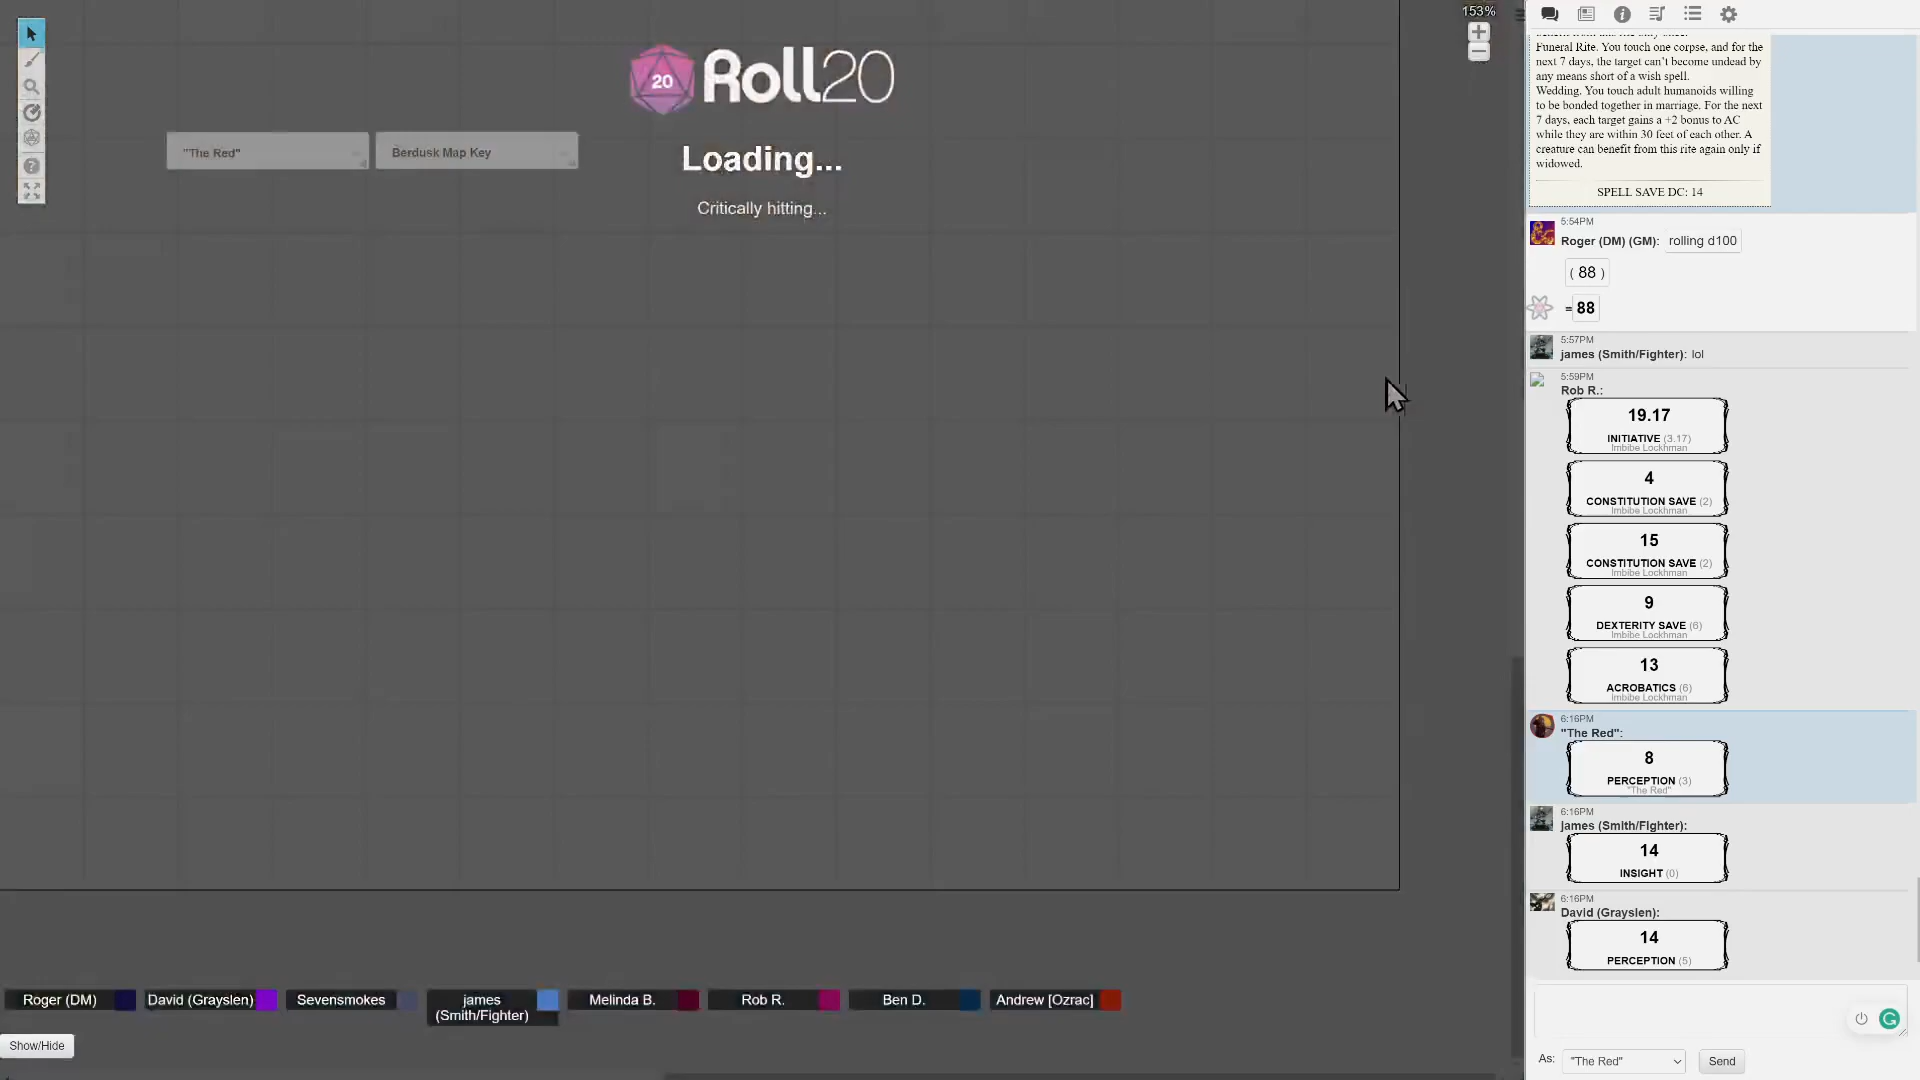 153%
20
Roll20
"The Red"
Berdusk Map Key
Loading...
Critically hitting...
Funeral Rite. You touch one corpse, and for the
next 7 days, the target can't become undead by
any means short of a wish spell.
Wedding. You touch adult humanoids willing
to be bonded together in marriage. For the next
7 days, each target gains a +2 bonus to AC
while they are within 30 feet of each other. A
creature can benefit from this rite again only if
widowed.
SPELL SAVE DC: 14
5:54PM
Roger (DM) (GM): rolling d100
( 88 )
=88
5:57PM
james (Smith/Fighter): lol
5:59PM
Rob R.:
19.17
INITIATIVE (3.17)
Imbibe Lockhman
4
CONSTITUTION SAVE (2)
Imbibe Lockhman
15
CONSTITUTION SAVE (2)
Imbibe Lockhman
9
DEXTERITY SAVE (6)
Imbibe Lockhman
13
ACROBATICS (6)
Imbibe Lockhman
6:16PM
"The Red":
8
PERCEPTION (3)
"The Red"
6:16PM
james (Smith/Fighter):
14
INSIGHT (0)
6:16PM
David (Grayslen):
14
PERCEPTION (5)
Roger (DM)
David (Grayslen)
Sevensmokes
james
(Smith/Fighter)
Melinda B.
Rob R.
Ben D.
Andrew [Ozrac]
Show/Hide
As: "The Red" Send